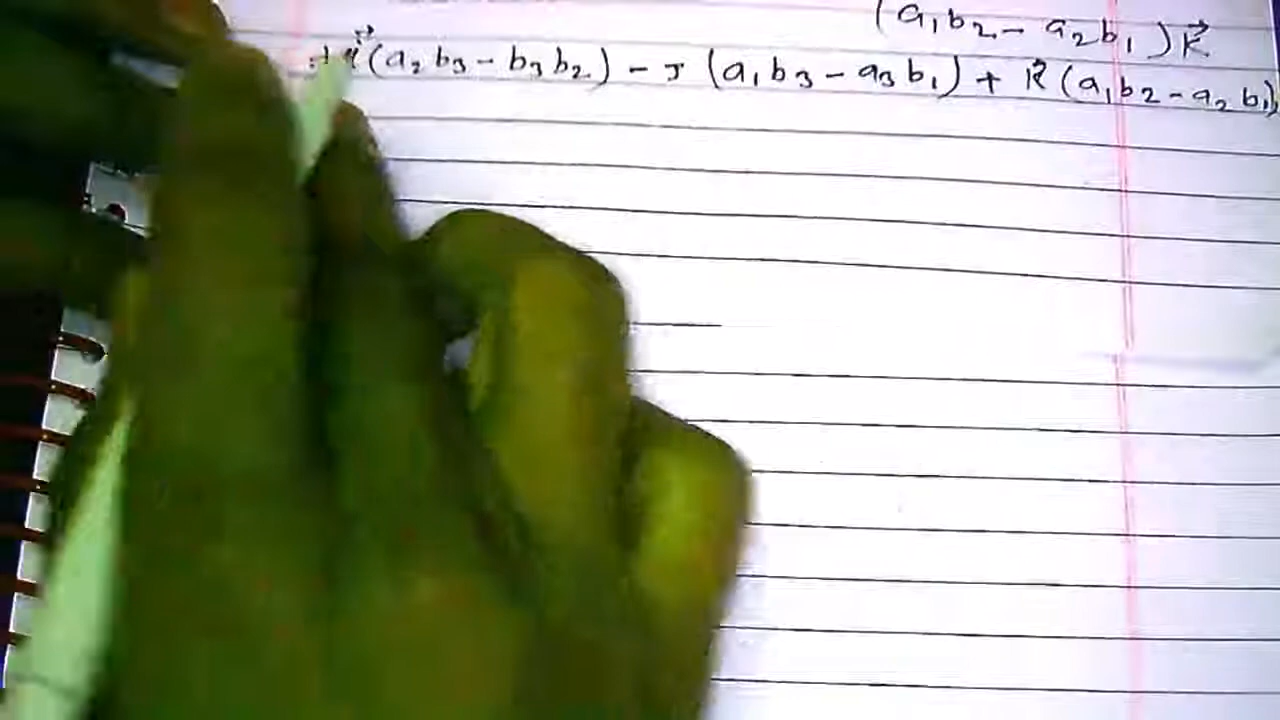 (a₁b₂ - a₂b₁)k⃗
+ i⃗(a₂b₃ - b₃b₂) - J(a₁b₃ - a₃b₁) + k⃗(a₁b₂ - a₂b₁)